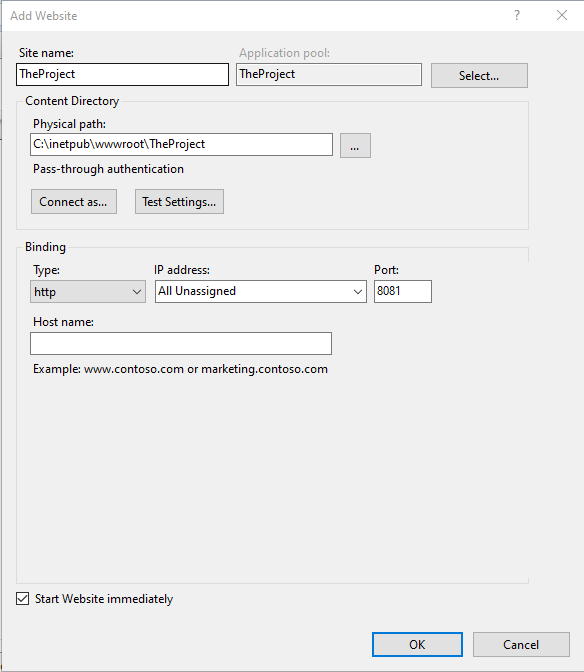 Add Website
?
Site name:
Application pool:
TheProject
TheProject
Select...
Content Directory
Physical path:
C:\inetpub\wwwroot\TheProject
...
Pass-through authentication
Connect as...
Test Settings...
Binding
Type:
IP address:
Port:
http
All Unassigned
8081
Host name:
Example: www.contoso.com or marketing.contoso.com
Start Website immediately
OK
Cancel